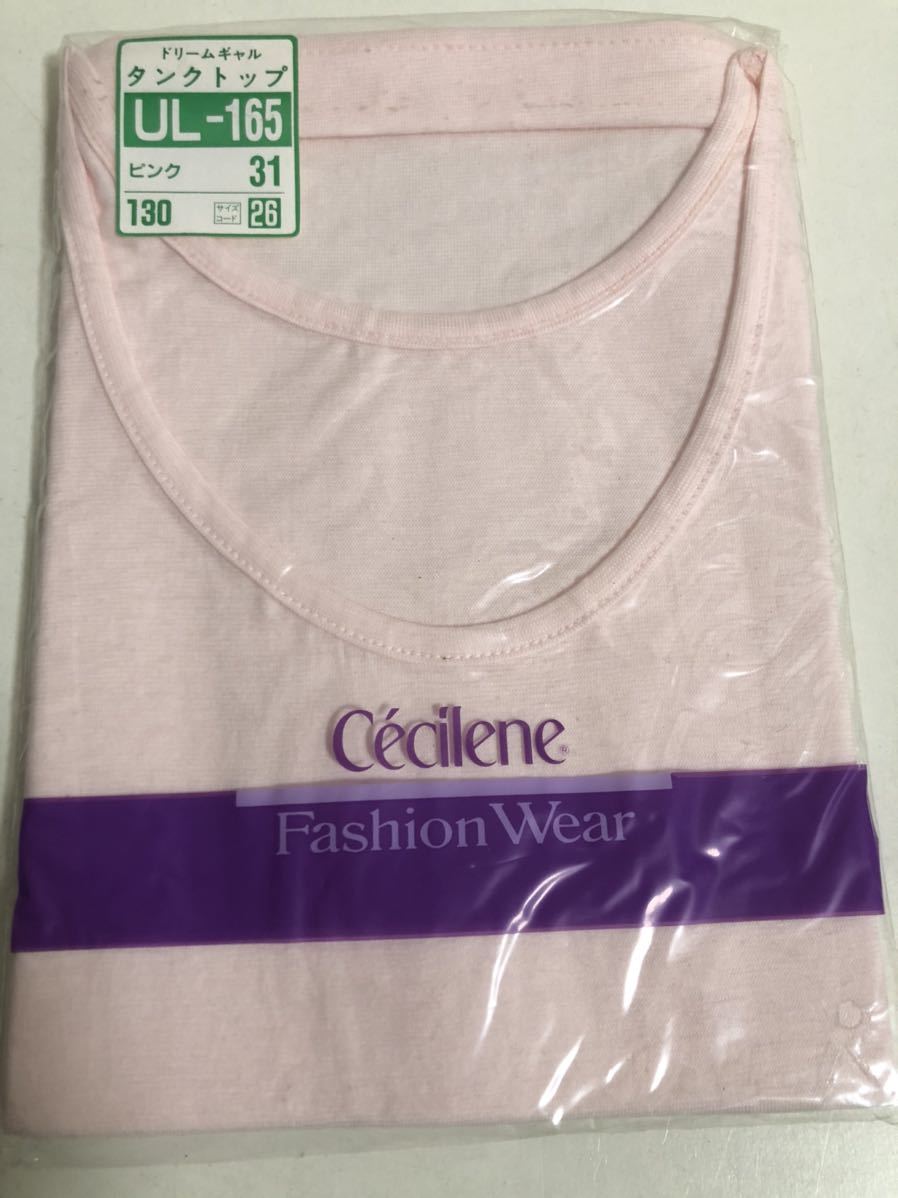 ドリームギャル
タンクトップ
UL-165
ピンク 31
130 サイズコード 26
Cécilene®
Fashion Wear